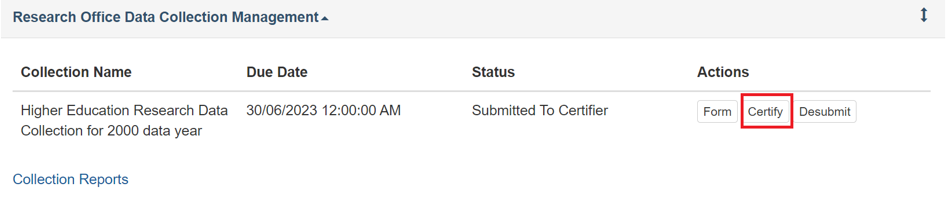 Research Office Data Collection Management
Collection Name Due Date Status Actions
Higher Education Research Data 30/06/2023 12:00:00 AM Submitted To Certifier Form Certify Desubmit
Collection for 2000 data year
Collection Reports